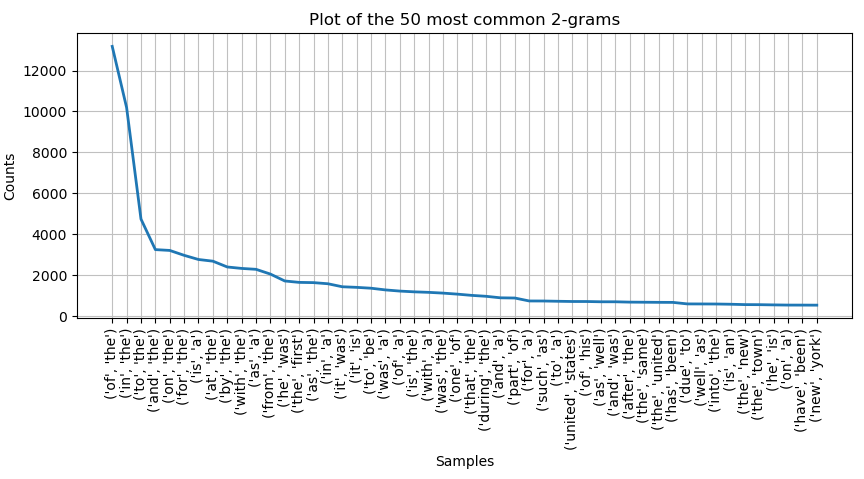 Plot of the 50 most common 2-grams
Counts
12000
10000
8000
6000
4000
2000
0
('of', 'the')
('in', 'the')
('to', 'the')
('and', 'the')
('on', 'the')
('for', 'the')
('is', 'a')
('at', 'the')
('by', 'the')
('with', 'the')
('as', 'a')
('from', 'the')
('he', 'was')
('the', 'first')
('as', 'the')
('in', 'a')
('it', 'was')
('it', 'is')
('to', 'be')
('was', 'a')
('of', 'a')
('is', 'the')
('with', 'a')
('was', 'the')
('one', 'of')
('that', 'the')
('during', 'the')
('and', 'a')
('part', 'of')
('for', 'a')
('such', 'as')
('to', 'a')
('united', 'states')
('of', 'his')
('as', 'well')
('and', 'was')
('after', 'the')
('the', 'same')
('the', 'united')
('has', 'been')
('due', 'to')
('well', 'as')
('into', 'the')
('is', 'an')
('the', 'new')
('the', 'town')
('he', 'is')
('on', 'a')
('have', 'been')
('new', 'york')
Samples